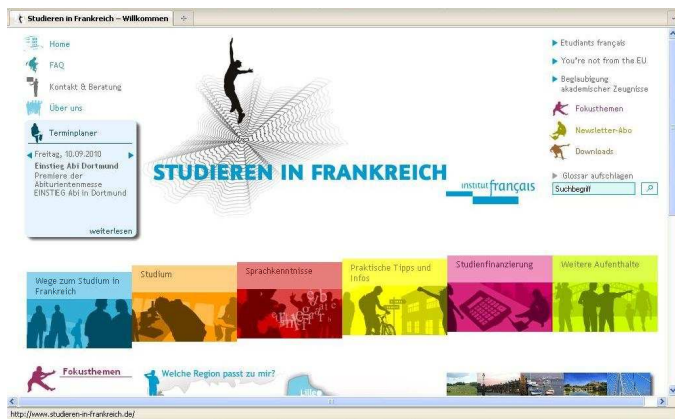 Studieren in Frankreich – Willkommen
Home
FAQ
Kontakt & Beratung
Über uns
Terminplaner
Freitag, 10.09.2010
Einstieg Abi Dortmund
Premiere der
Abiturientenmesse
EINSTIEG Abi in Dortmund
weiterlesen
STUDIEREN IN FRANKREICH
institut français
Etudiants français
You're not from the EU
Beglaubigung
akademischer Zeugnisse
Fokusthemen
Newsletter-Abo
Downloads
Glossar aufschlagen
Suchbegriff
Wege zum Studium in
Frankreich
Studium
Sprachkenntnisse
Praktische Tipps und
Infos
Studienfinanzierung
Weitere Aufenthalte
Fokusthemen
Welche Region passt zu mir?
Lille
http://www.studieren-in-frankreich.de/